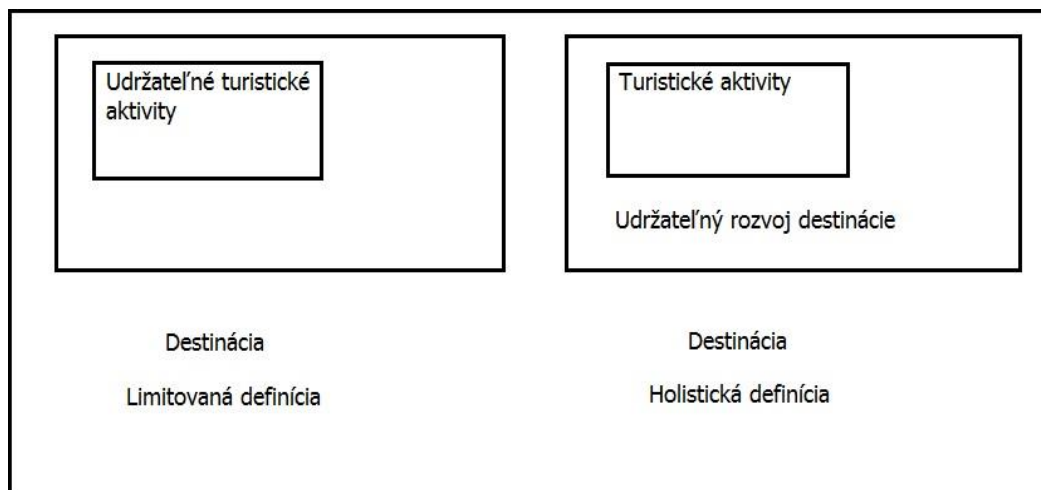 Udržateľné turistické
aktivity
Destinácia
Limitovaná definícia
Turistické aktivity
Udržateľný rozvoj destinácie
Destinácia
Holistická definícia